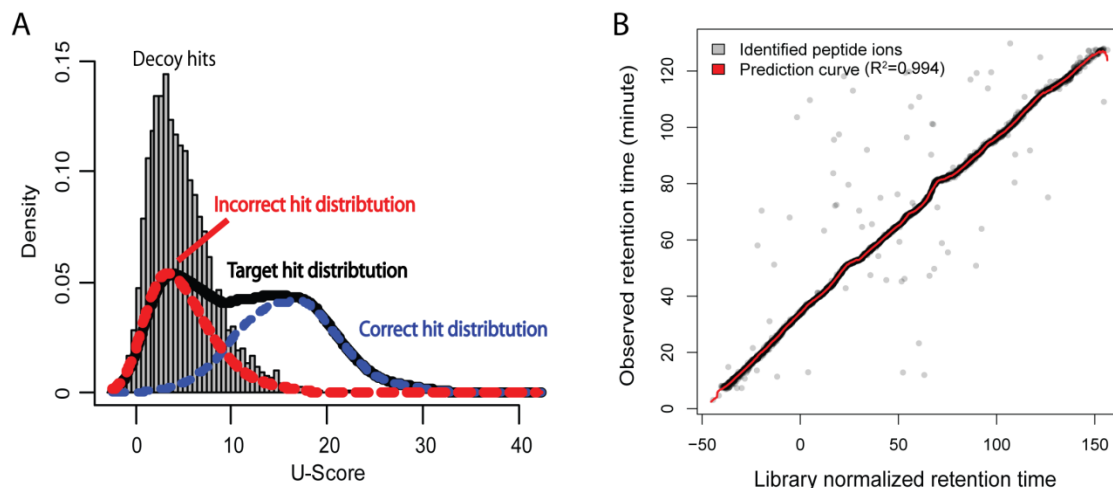 A
Decoy hits
Incorrect hit distribtution
Target hit distribtution
Correct hit distribtution
Density
0.15
0.10
0.05
0
0 10 20 30 40
U-Score
B
Identified peptide ions
Prediction curve (R²=0.994)
Observed retention time (minute)
120
100
80
60
40
20
0
−50 0 50 100 150
Library normalized retention time